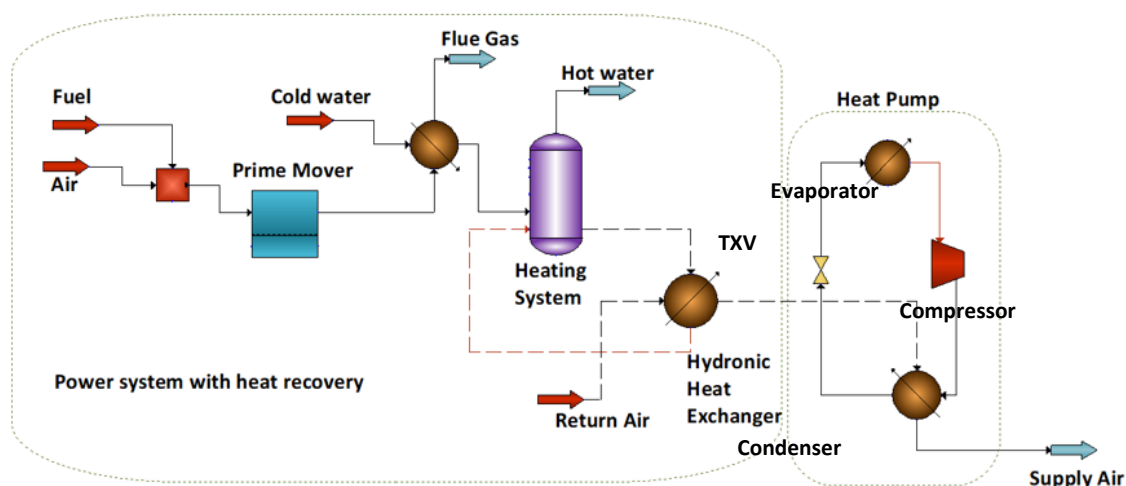 Flue Gas
Hot water
Fuel
Cold water
Heat Pump
Air
Prime Mover
Evaporator
TXV
Heating
System
Compressor
Power system with heat recovery
Hydronic
Heat
Exchanger
Return Air
Condenser
Supply Air